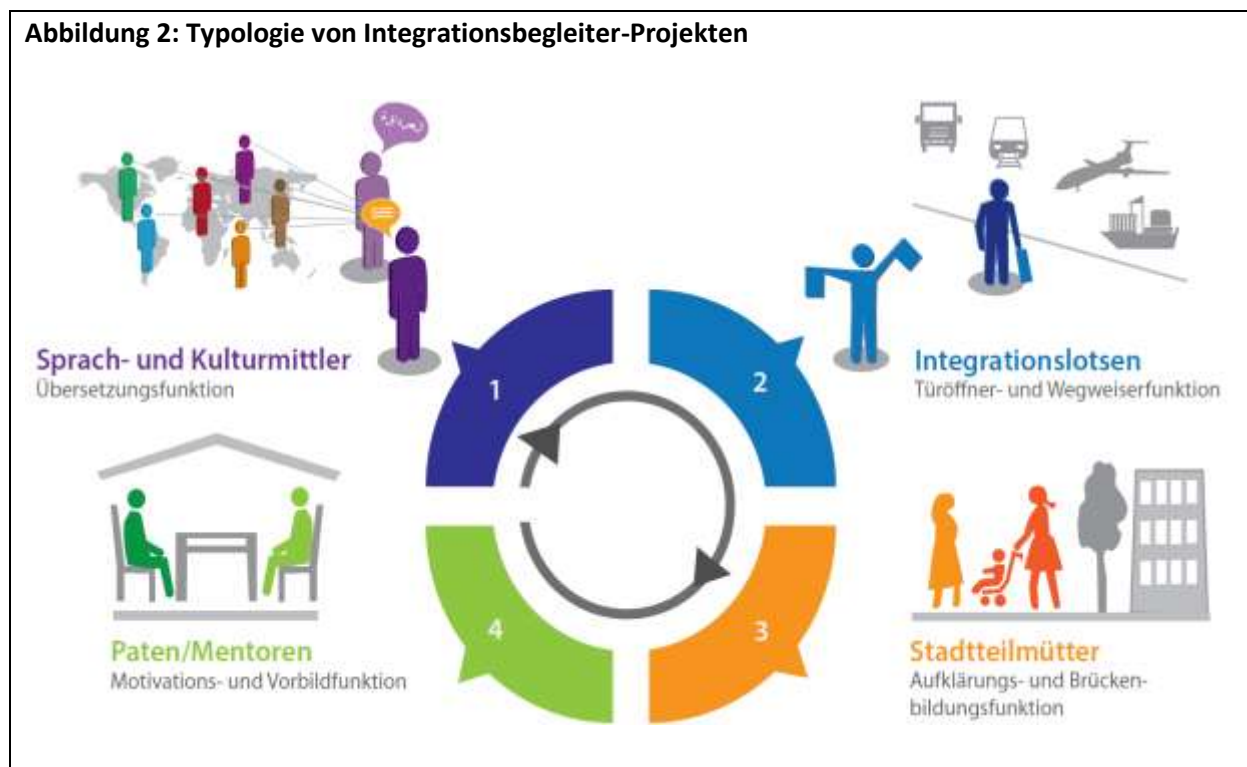 Abbildung 2: Typologie von Integrationsbegleiter-Projekten
Sprach- und Kulturmittler
Übersetzungsfunktion
1
2
Integrationslotsen
Türöffner- und Wegweiserfunktion
Paten/Mentoren
Motivations- und Vorbildfunktion
4
3
Stadtteilmütter
Aufklärungs- und Brücken-
bildungsfunktion